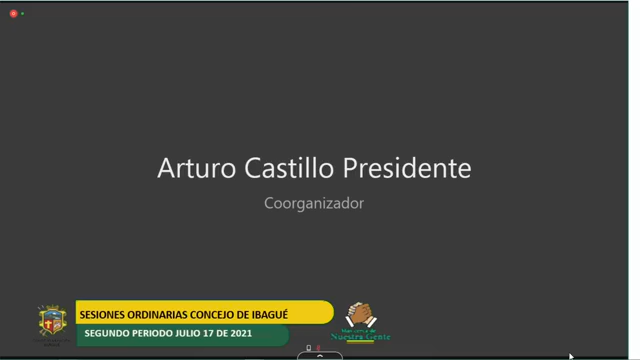 Arturo Castillo Presidente
Coorganizador
SESIONES ORDINARIAS CONCEJO DE IBAGUÉ
SEGUNDO PERIODO JULIO 17 DE 2021
Nuestra Gente